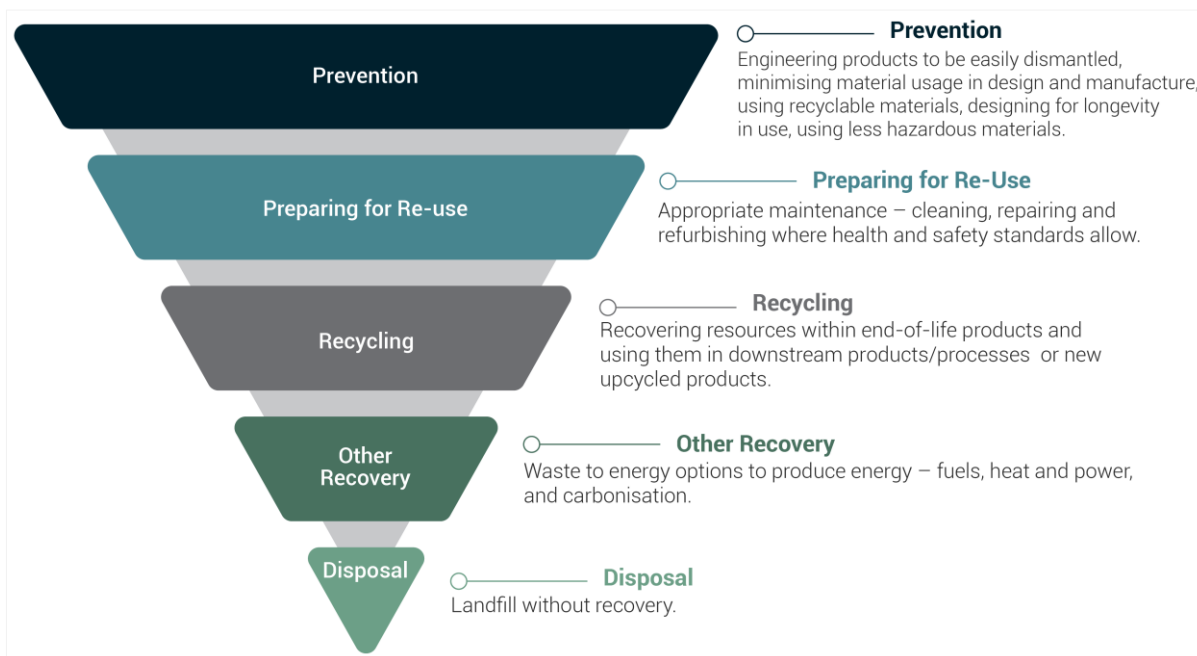 Prevention
Prevention
Engineering products to be easily dismantled,
minimising material usage in design and manufacture,
using recyclable materials, designing for longevity
in use, using less hazardous materials.
Preparing for Re-use
Preparing for Re-Use
Appropriate maintenance – cleaning, repairing and
refurbishing where health and safety standards allow.
Recycling
Recycling
Recovering resources within end-of-life products and
using them in downstream products/processes or new
upcycled products.
Other
Recovery
Other Recovery
Waste to energy options to produce energy – fuels, heat and power,
and carbonisation.
Disposal
Disposal
Landfill without recovery.